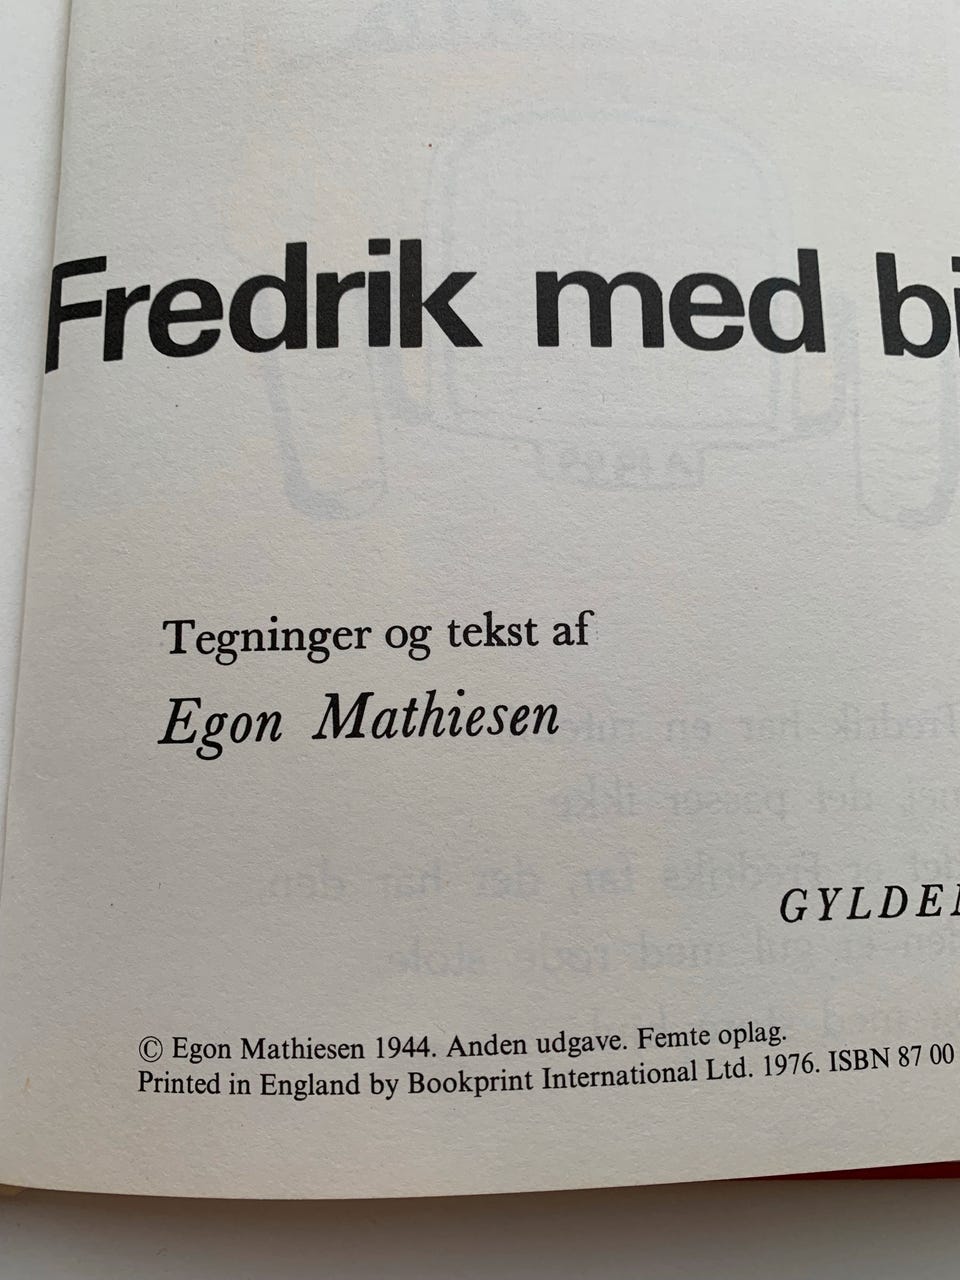 Fredrik med bi
Tegninger og tekst af
Egon Mathiesen
GYLDEN
© Egon Mathiesen 1944. Anden udgave. Femte oplag.
Printed in England by Bookprint International Ltd. 1976. ISBN 87 00